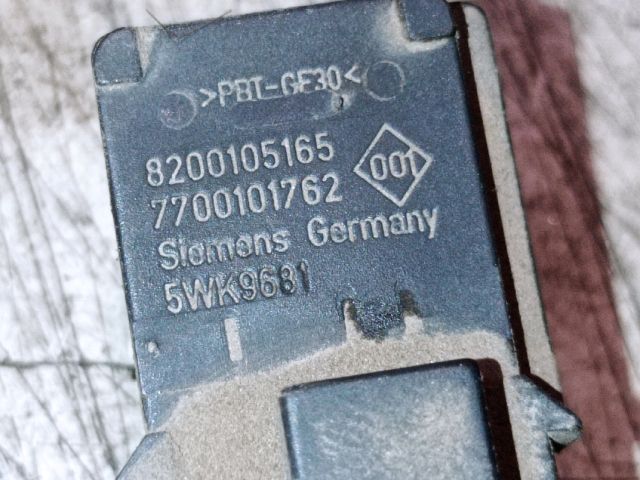 >PBT-GF30<
8200105165
001
7700101762
Siemens Germany
5WK9681